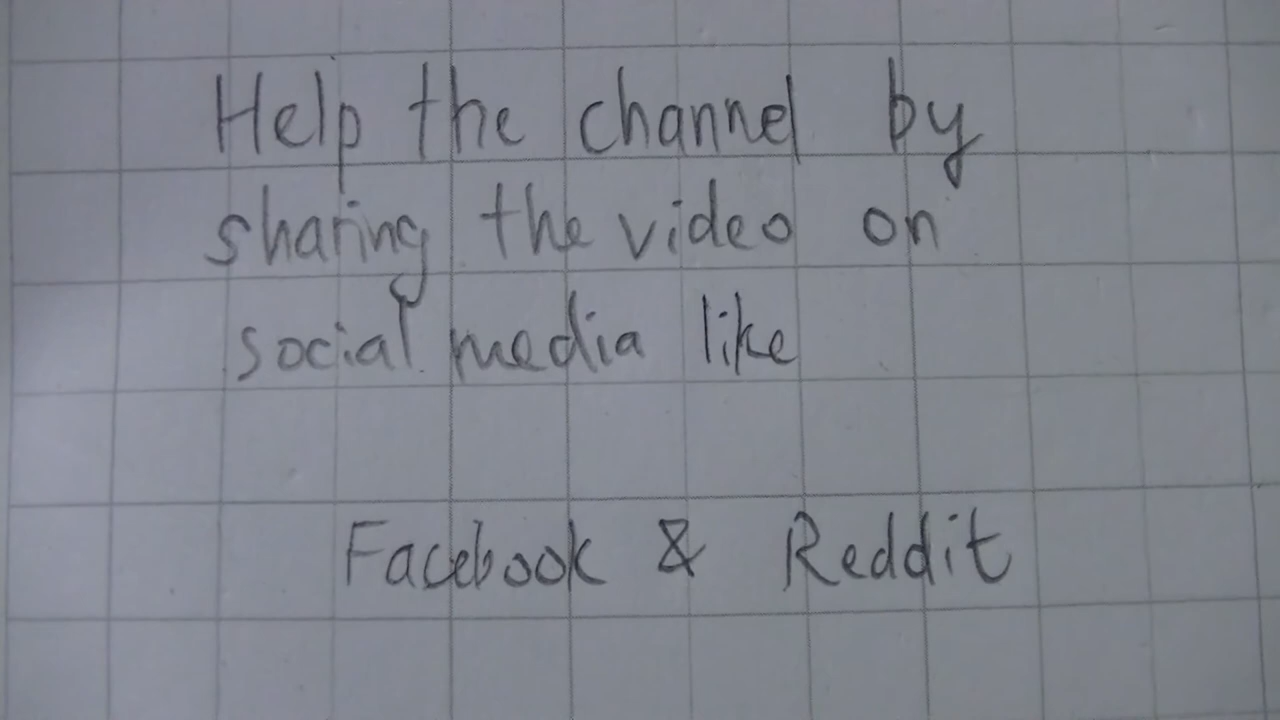 Help the channel by
sharing the video on
social media like
Facebook & Reddit